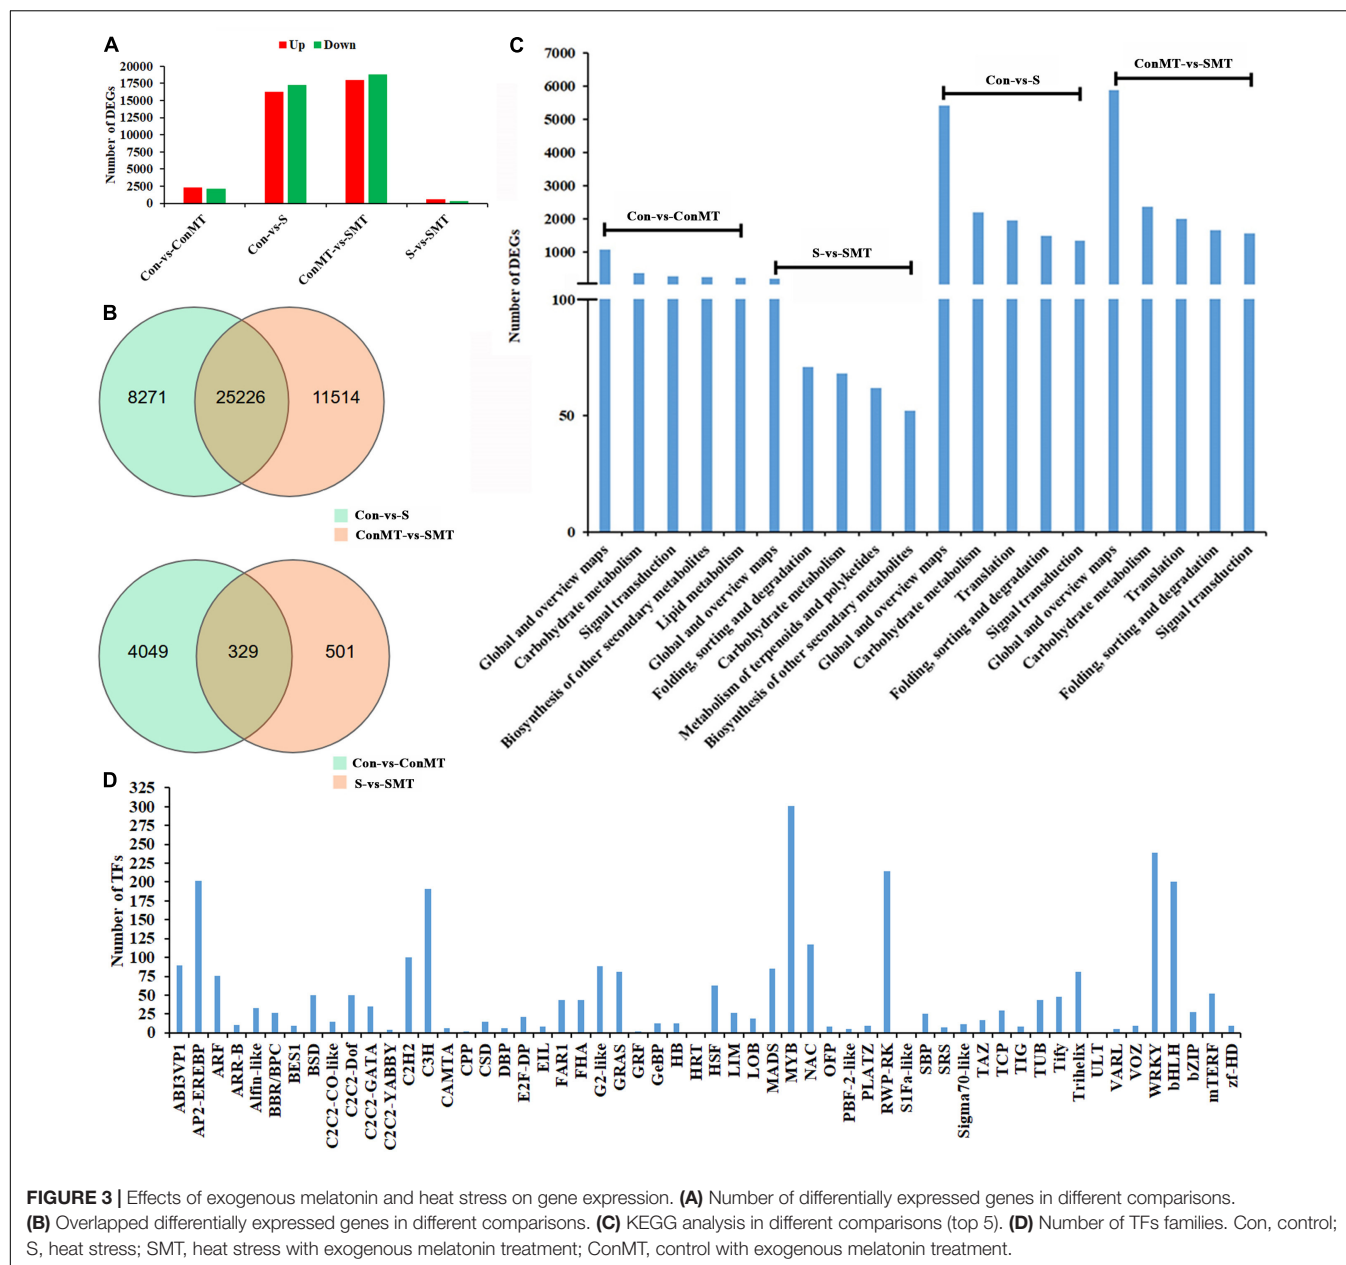 A
Up Down
Number of DEGs
20000
17500
15000
12500
10000
7500
5000
2500
0
Con-vs-ConMT
Con-vs-S
ConMT-vs-SMT
S-vs-SMT
B
8271
25226
11514
Con-vs-S
ConMT-vs-SMT
4049
329
501
Con-vs-ConMT
S-vs-SMT
C
Number of DEGs
7000
6000
5000
4000
3000
2000
1000
100
50
0
Con-vs-ConMT
S-vs-SMT
Con-vs-S
ConMT-vs-SMT
Global and overview maps
Carbohydrate metabolism
Signal transduction
Biosynthesis of other secondary metabolites
Lipid metabolism
Global and overview maps
Folding, sorting and degradation
Carbohydrate metabolism
Metabolism of terpenoids and polyketides
Biosynthesis of other secondary metabolites
Global and overview maps
Carbohydrate metabolism
Translation
Folding, sorting and degradation
Signal transduction
Global and overview maps
Carbohydrate metabolism
Translation
Folding, sorting and degradation
Signal transduction
D
Number of TFs
325
300
275
250
225
200
175
150
125
100
75
50
25
0
ABI3VP1
AP2-EREBP
ARF
ARR-B
Alfin-like
BBR/BPC
BES1
BSD
C2C2-CO-like
C2C2-Dof
C2C2-GATA
C2C2-YABBY
C2H2
C3H
CAMTA
CPP
CSD
DBP
E2F-DP
EIL
FAR1
FHA
G2-like
GRAS
GRF
GeBP
HB
HRT
HSF
LIM
LOB
MADS
MYB
NAC
OFP
PBF-2-like
PLATZ
RWP-RK
S1Fa-like
SBP
SRS
Sigma70-like
TAZ
TCP
TIG
TUB
Tify
Trihelix
ULT
VARL
VOZ
WRKY
bHLH
bZIP
mTERF
zf-HD
FIGURE 3 | Effects of exogenous melatonin and heat stress on gene expression. (A) Number of differentially expressed genes in different comparisons.
(B) Overlapped differentially expressed genes in different comparisons. (C) KEGG analysis in different comparisons (top 5). (D) Number of TFs families. Con, control;
S, heat stress; SMT, heat stress with exogenous melatonin treatment; ConMT, control with exogenous melatonin treatment.